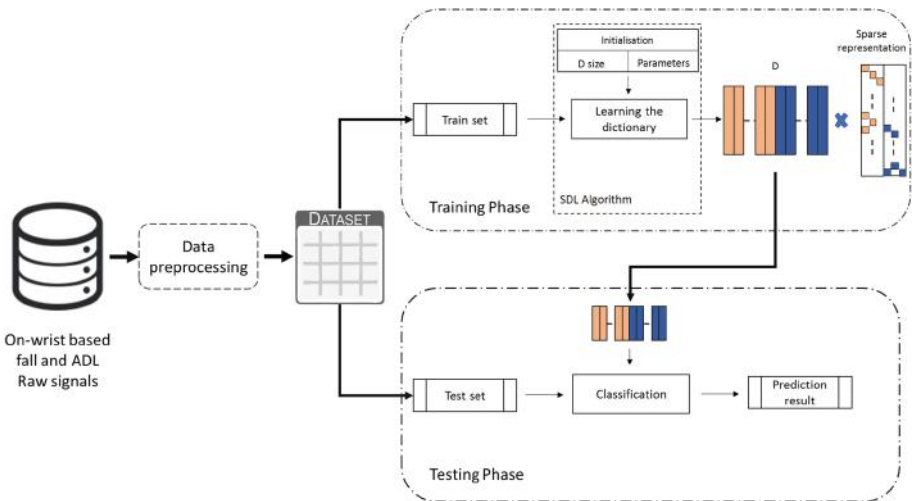 Initialisation
D size
Parameters
D
Sparse
representation
Train set
Learning the
dictionary
Training Phase
SDL Algorithm
DATASET
Data
preprocessing
On-wrist based
fall and ADL
Raw signals
Test set
Classification
Prediction
result
Testing Phase